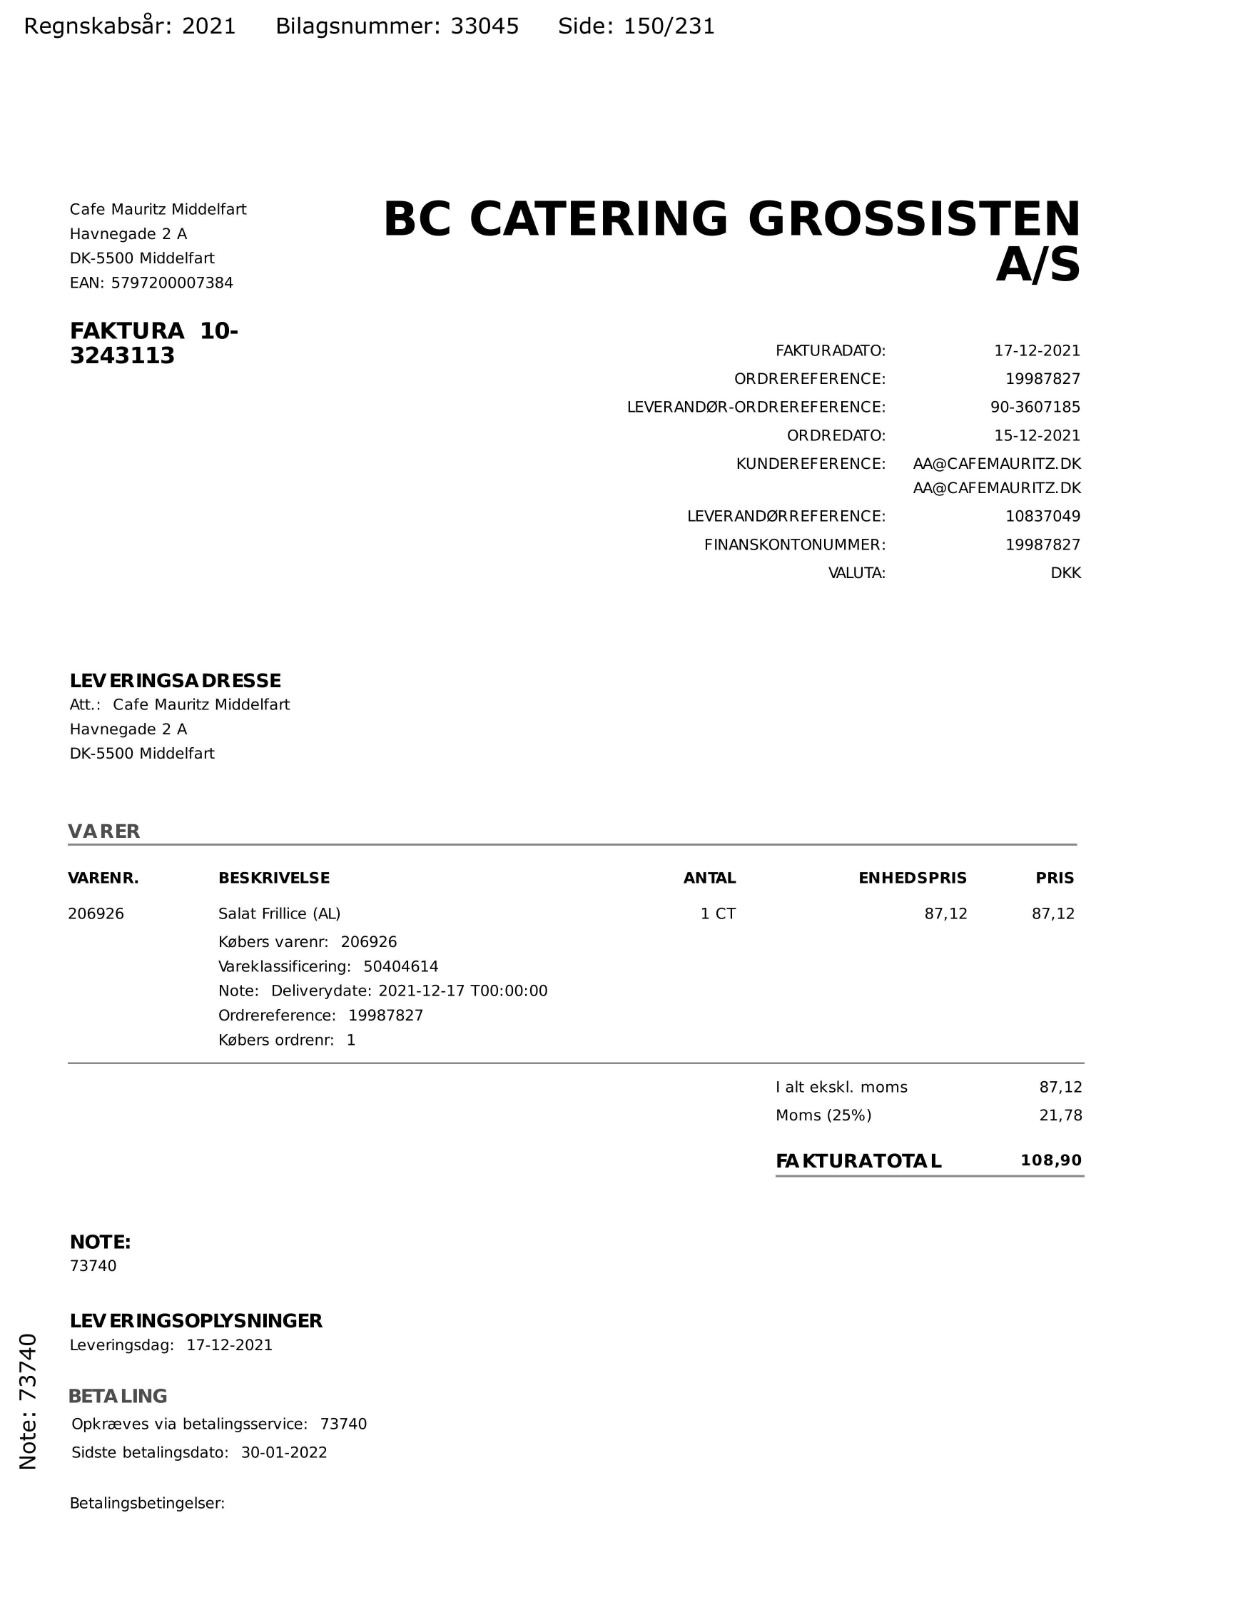 Regnskabsår: 2021 Bilagsnummer: 33045 Side: 150/231
Cafe Mauritz Middelfart
Havnegade 2 A
DK-5500 Middelfart
EAN: 5797200007384
BC CATERING GROSSISTEN
A/S
FAKTURA 10-
3243113
FAKTURADATO: 17-12-2021
ORDREREFERENCE: 19987827
LEVERANDØR-ORDREREFERENCE: 90-3607185
ORDREDATO: 15-12-2021
KUNDEREFERENCE: AA@CAFEMAURITZ.DK
AA@CAFEMAURITZ.DK
LEVERANDØRREFERENCE: 10837049
FINANSKONTONUMMER: 19987827
VALUTA: DKK
LEVERINGSADRESSE
Att.: Cafe Mauritz Middelfart
Havnegade 2 A
DK-5500 Middelfart
VARER
VARENR. BESKRIVELSE ANTAL ENHEDSPRIS PRIS
206926 Salat Frillice (AL) 1 CT 87,12 87,12
Købers varenr: 206926
Vareklassificering: 50404614
Note: Deliverydate: 2021-12-17 T00:00:00
Ordrereference: 19987827
Købers ordrenr: 1
I alt ekskl. moms 87,12
Moms (25%) 21,78
FAKTURATOTAL 108,90
NOTE:
73740
LEVERINGSOPLYSNINGER
Leveringsdag: 17-12-2021
BETALING
Opkræves via betalingsservice: 73740
Sidste betalingsdato: 30-01-2022
Betalingsbetingelser:
Note: 73740